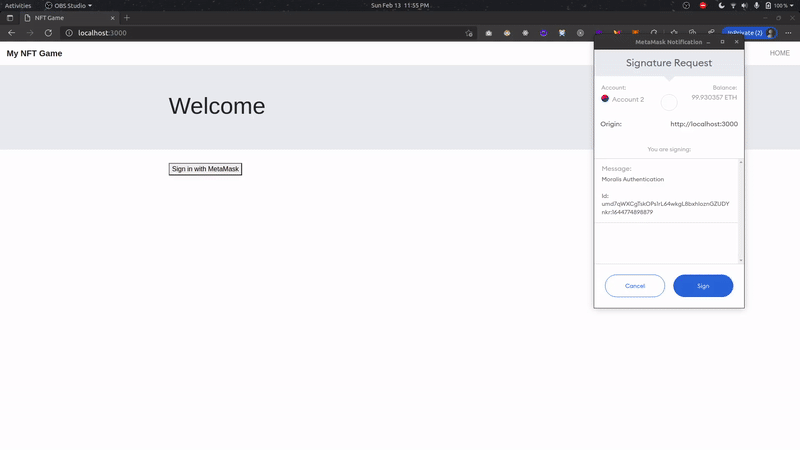 Activities
OBS Studio
Sun Feb 13 11:55 PM
100 %
NFT Game
localhost:3000
InPrivate (2)
My NFT Game
HOME
Welcome
Sign in with MetaMask
MetaMask Notification
Signature Request
Account:
Balance:
Account 2
99.930357 ETH
Origin:
http://localhost:3000
You are signing:
Message:
Moralis Authentication
Id:
nkr:1644774898879
Cancel
Sign